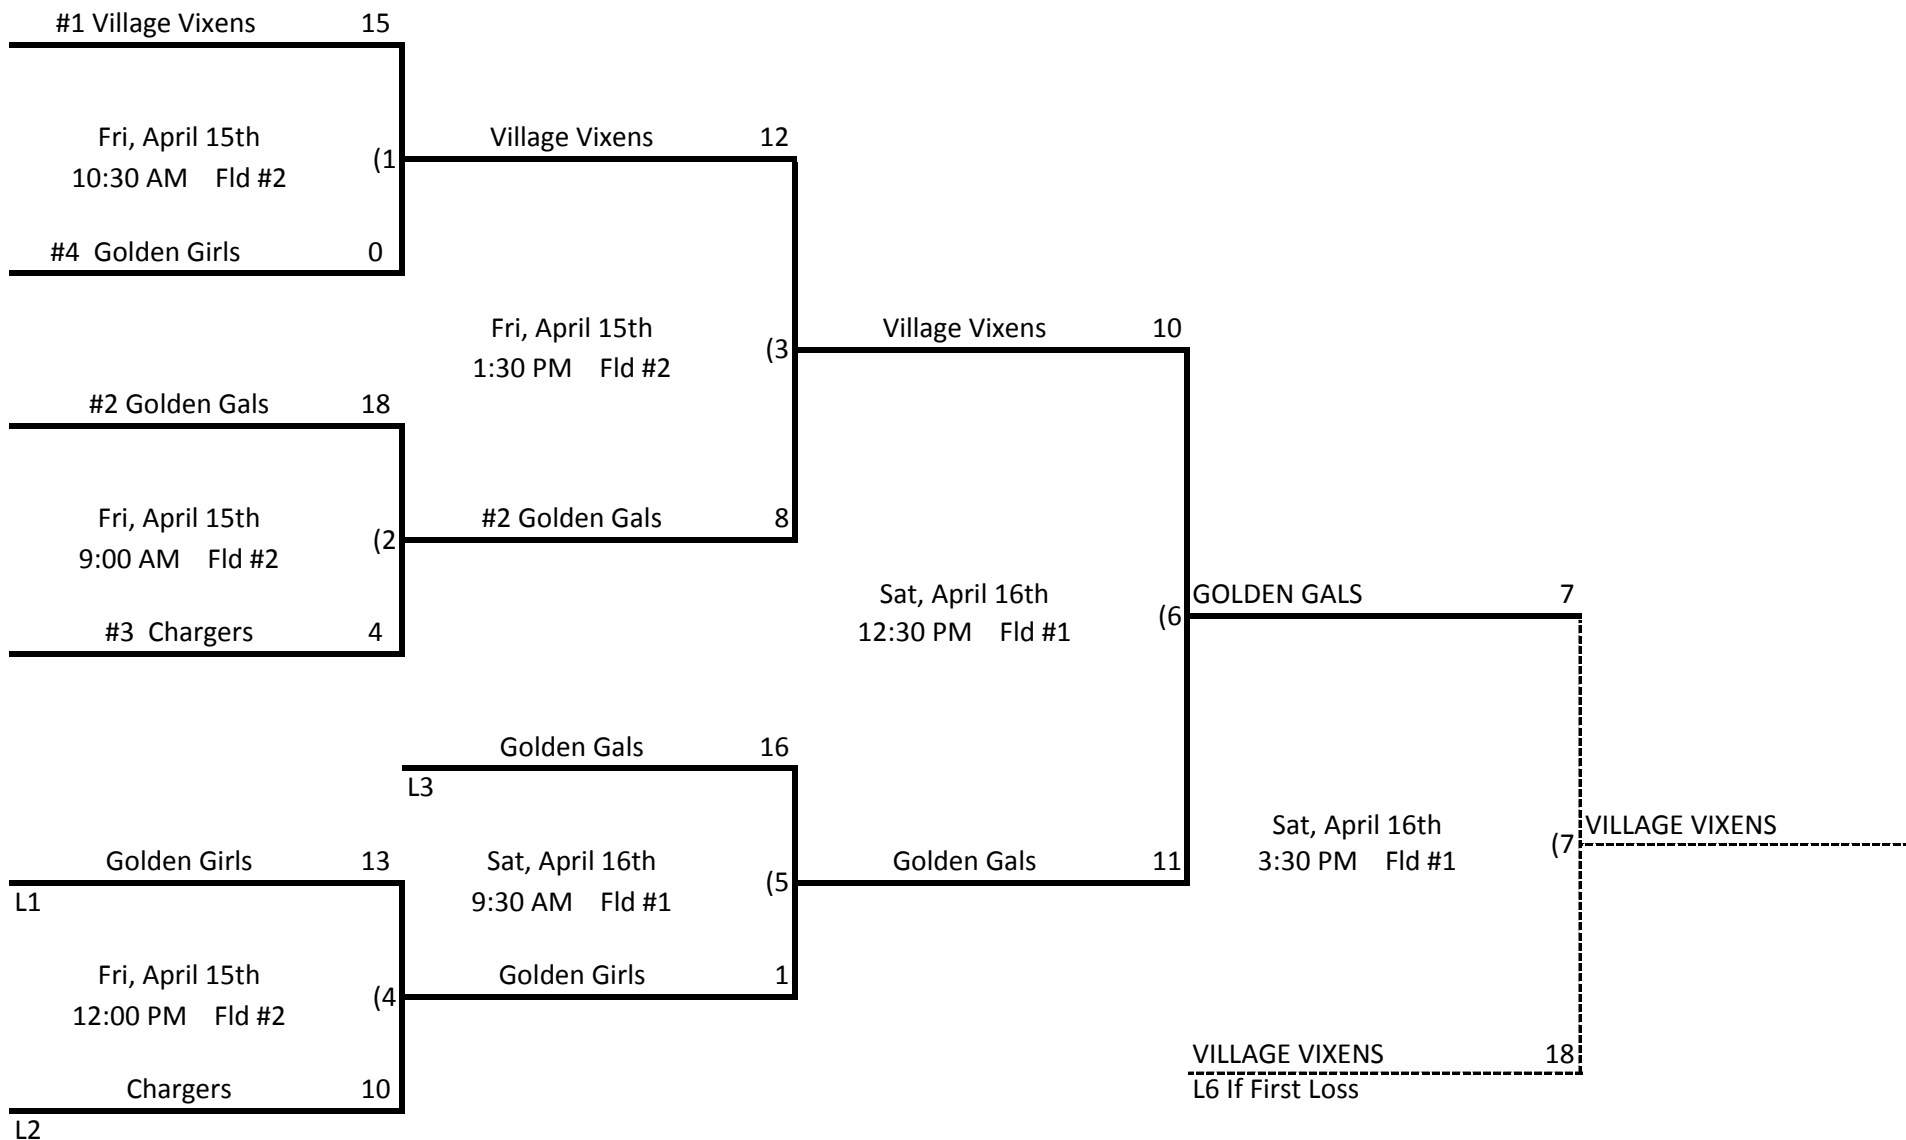 #1 Village Vixens 15
Fri, April 15th
10:30 AM Fld #2
(1
#4 Golden Girls 0
Village Vixens 12
Fri, April 15th
1:30 PM Fld #2
(3
#2 Golden Gals 18
Fri, April 15th
9:00 AM Fld #2
(2
#3 Chargers 4
#2 Golden Gals 8
Village Vixens 10
Sat, April 16th
12:30 PM Fld #1
(6
GOLDEN GALS 7
Golden Gals 16
L3
Sat, April 16th
9:30 AM Fld #1
(5
Golden Girls 1
Golden Girls 13
L1
Fri, April 15th
12:00 PM Fld #2
(4
Chargers 10
L2
Golden Gals 11
Sat, April 16th
3:30 PM Fld #1
(7
VILLAGE VIXENS
VILLAGE VIXENS 18
L6 If First Loss